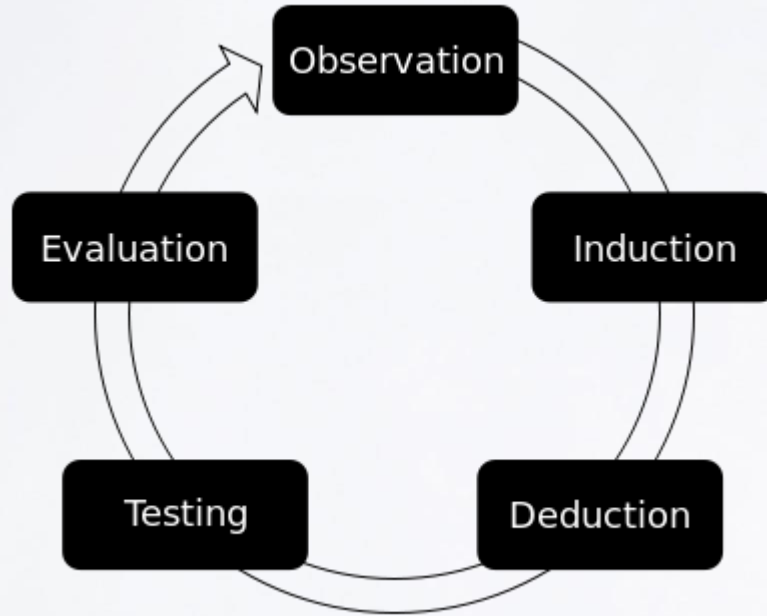 Observation
Induction
Deduction
Testing
Evaluation